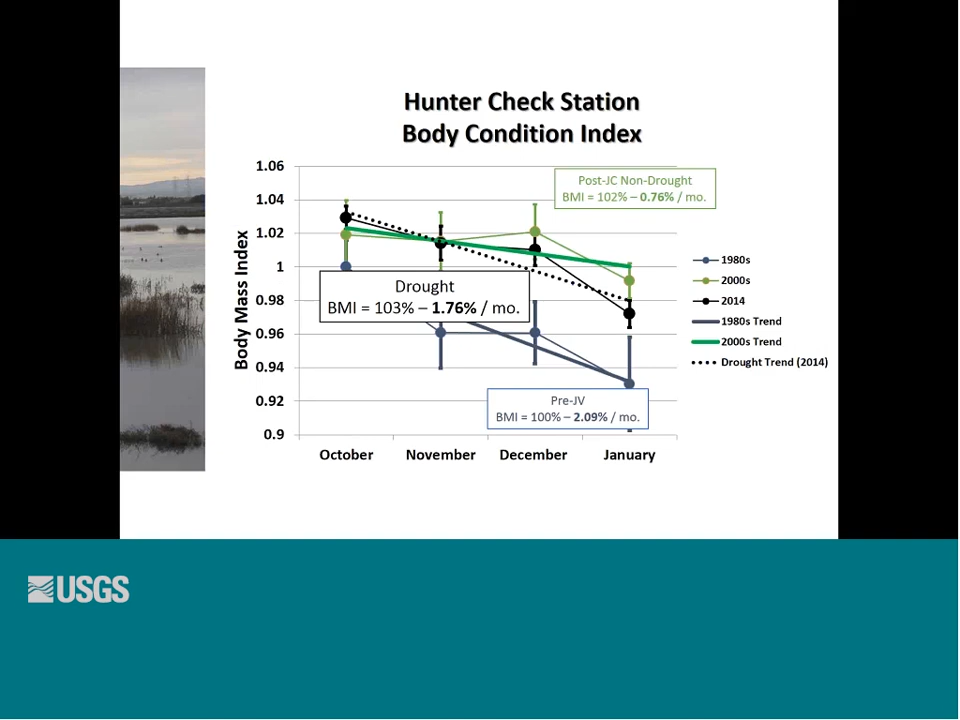 Hunter Check Station
Body Condition Index
Body Mass Index
1.06
1.04
1.02
1
0.98
0.96
0.94
0.92
0.9
Post-JC Non-Drought
BMI = 102% – 0.76% / mo.
Drought
BMI = 103% – 1.76% / mo.
Pre-JV
BMI = 100% – 2.09% / mo.
October November December January
1980s
2000s
2014
1980s Trend
2000s Trend
Drought Trend (2014)
USGS